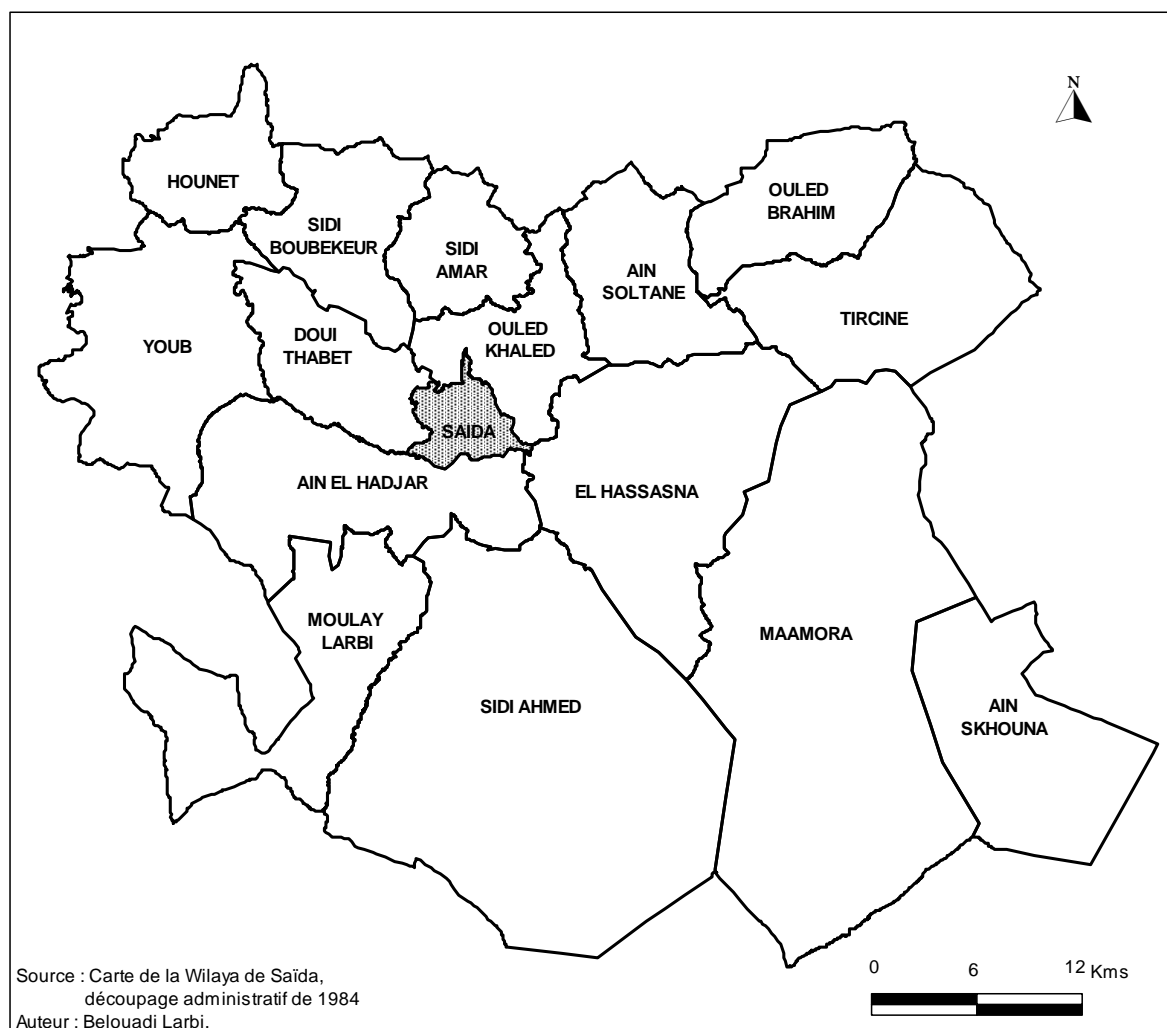 N
HOUNET
OULED
BRAHIM
SIDI
BOUBEKEUR
SIDI
AMAR
AIN
SOLTANE
TIRCINE
YOUB
DOUI
THABET
OULED
KHALED
SAIDA
AIN EL HADJAR
EL HASSASNA
MOULAY
LARBI
MAAMORA
SIDI AHMED
AIN
SKHOUNA
Source : Carte de la Wilaya de Saïda,
découpage administratif de 1984
Auteur : Belouadi Larbi.
0 6 12 Kms